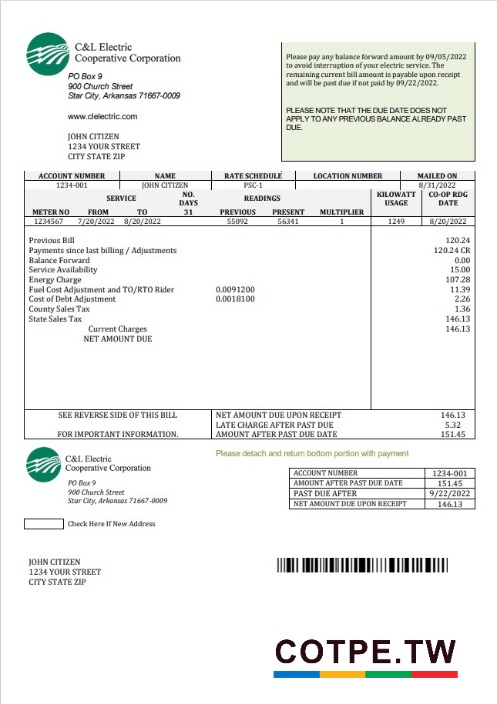 C&L Electric
Cooperative Corporation
PO Box 9
900 Church Street
Star City, Arkansas 71667-0009
www.clelectric.com
JOHN CITIZEN
1234 YOUR STREET
CITY STATE ZIP
Please pay any balance forward amount by 09/05/2022
to avoid interruption of your electric service. The
remaining current bill amount is payable upon receipt
and will be past due if not paid by 09/22/2022.
PLEASE NOTE THAT THE DUE DATE DOES NOT
APPLY TO ANY PREVIOUS BALANCE ALREADY PAST
DUE.
ACCOUNT NUMBER NAME RATE SCHEDULE LOCATION NUMBER MAILED ON
1234-001 JOHN CITIZEN PSC-1 8/31/2022
SERVICE NO. DAYS READINGS KILOWATT USAGE CO-OP RDG DATE
METER NO FROM TO 31 PREVIOUS PRESENT MULTIPLIER
1234567 7/20/2022 8/20/2022 55092 56341 1 1249 8/20/2022
Previous Bill 120.24
Payments since last billing / Adjustments 120.24 CR
Balance Forward 0.00
Service Availability 15.00
Energy Charge 107.28
Fuel Cost Adjustment and TO/RTO Rider 0.0091200 11.39
Cost of Debt Adjustment 0.0018100 2.26
County Sales Tax 1.36
State Sales Tax 146.13
Current Charges 146.13
NET AMOUNT DUE
SEE REVERSE SIDE OF THIS BILL NET AMOUNT DUE UPON RECEIPT 146.13
LATE CHARGE AFTER PAST DUE 5.32
FOR IMPORTANT INFORMATION. AMOUNT AFTER PAST DUE DATE 151.45
C&L Electric
Cooperative Corporation
PO Box 9
900 Church Street
Star City, Arkansas 71667-0009
Please detach and return bottom portion with payment
ACCOUNT NUMBER 1234-001
AMOUNT AFTER PAST DUE DATE 151.45
PAST DUE AFTER 9/22/2022
NET AMOUNT DUE UPON RECEIPT 146.13
Check Here If New Address
JOHN CITIZEN
1234 YOUR STREET
CITY STATE ZIP
COTPE.TW